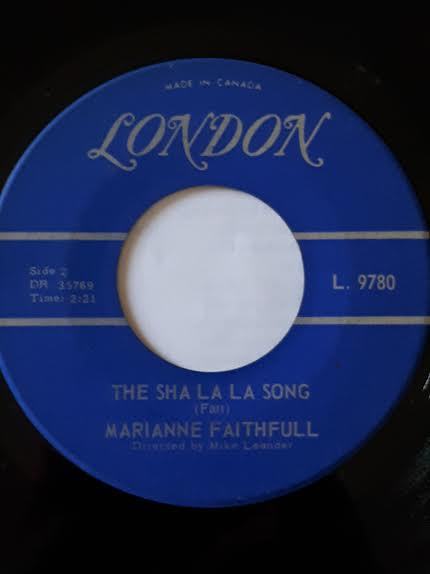 MADE IN CANADA
LONDON
Side 2
DR 35769
Time: 2:21
L. 9780
THE SHA LA LA SONG
(Farr)
MARIANNE FAITHFULL
Directed by Mike Leander